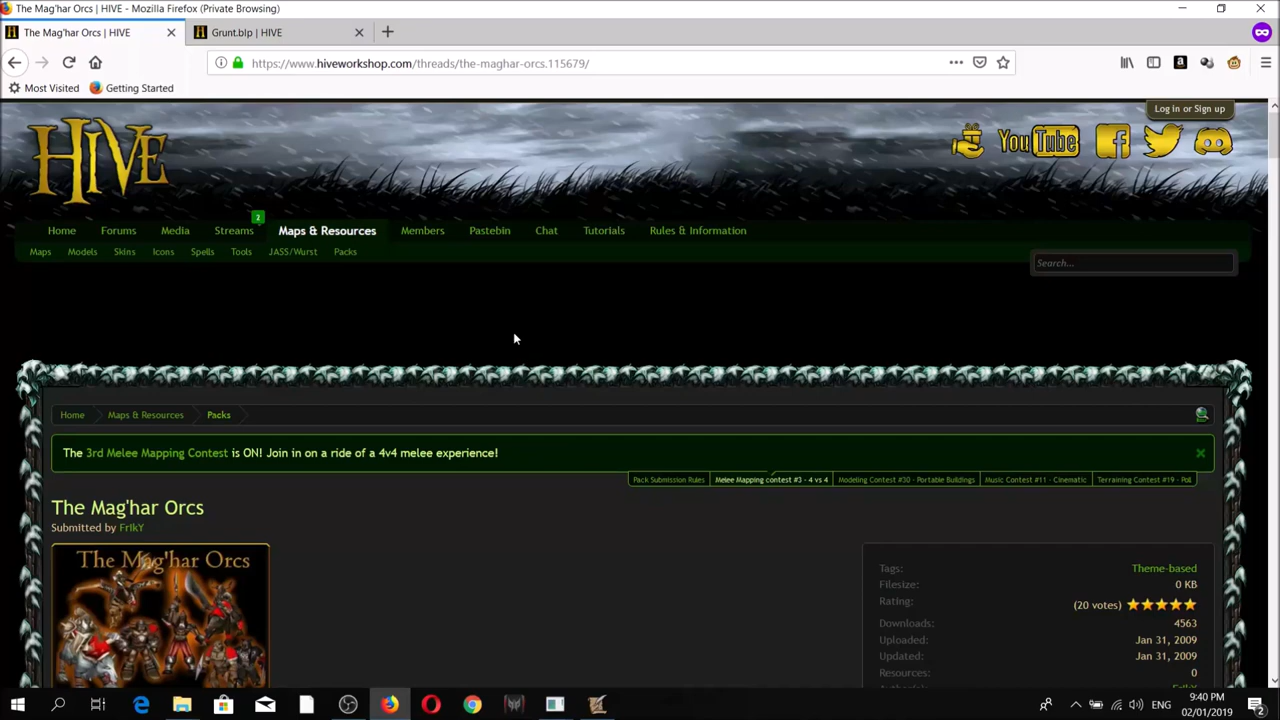 The Mag'har Orcs | HIVE - Mozilla Firefox (Private Browsing)
The Mag'har Orcs | HIVE
Grunt.blp | HIVE
https://www.hiveworkshop.com/threads/the-maghar-orcs.115679/
Most Visited
Getting Started
Log in or Sign up
HIVE
YouTube
2
Home
Forums
Media
Streams
Maps & Resources
Members
Pastebin
Chat
Tutorials
Rules & Information
Maps
Models
Skins
Icons
Spells
Tools
JASS/Wurst
Packs
Search...
Home
Maps & Resources
Packs
The 3rd Melee Mapping Contest is ON! Join in on a ride of a 4v4 melee experience!
Pack Submission Rules
Melee Mapping contest #3 - 4 vs 4
Modeling Contest #30 - Portable Buildings
Music Contest #11 - Cinematic
Terraining Contest #19 - Poll
The Mag'har Orcs
Submitted by FrIkY
The Mag'har Orcs
Tags: Theme-based
Filesize: 0 KB
Rating: (20 votes)
Downloads: 4563
Uploaded: Jan 31, 2009
Updated: Jan 31, 2009
Resources: 0
ENG
9:40 PM
02/01/2019
2